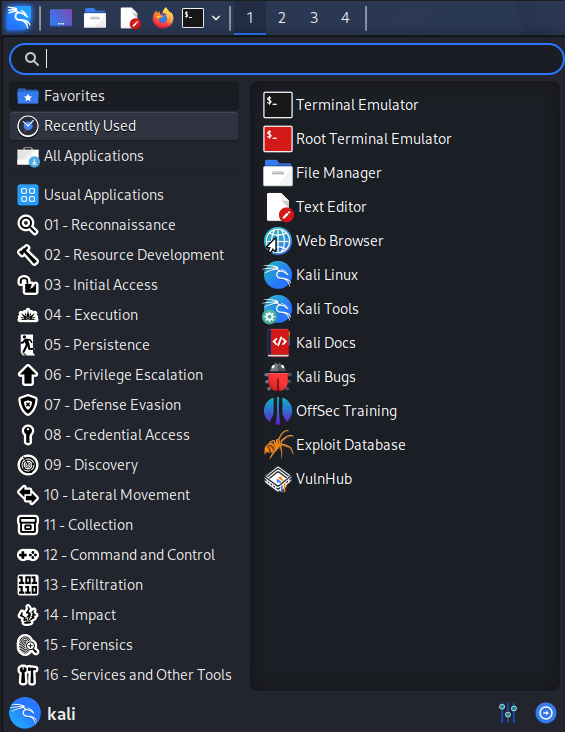 1 2 3 4
Favorites
Recently Used
All Applications
Usual Applications
01 - Reconnaissance
02 - Resource Development
03 - Initial Access
04 - Execution
05 - Persistence
06 - Privilege Escalation
07 - Defense Evasion
08 - Credential Access
09 - Discovery
10 - Lateral Movement
11 - Collection
12 - Command and Control
13 - Exfiltration
14 - Impact
15 - Forensics
16 - Services and Other Tools
Terminal Emulator
Root Terminal Emulator
File Manager
Text Editor
Web Browser
Kali Linux
Kali Tools
Kali Docs
Kali Bugs
OffSec Training
Exploit Database
VulnHub
kali